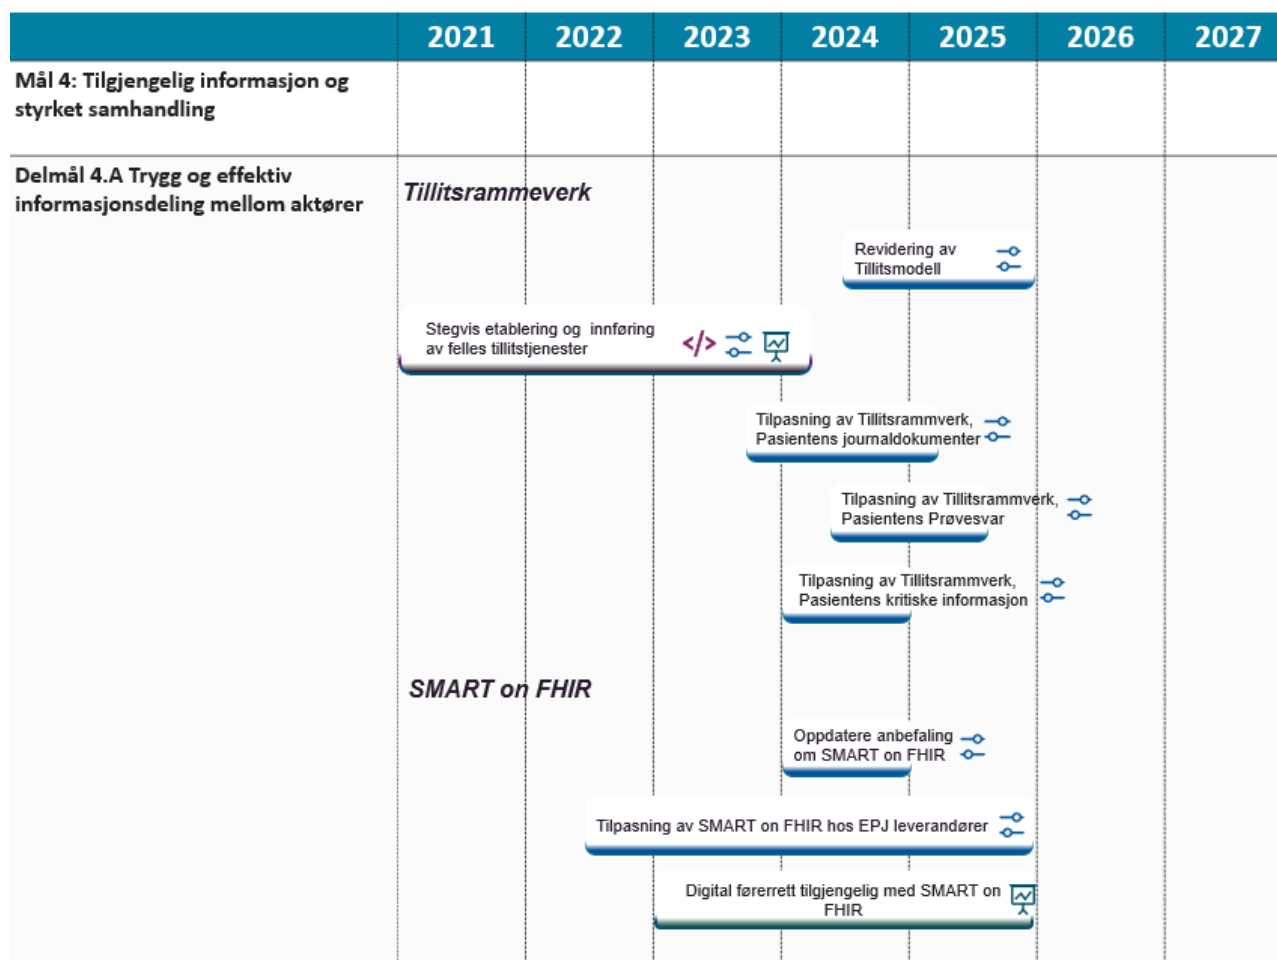 2021 2022 2023 2024 2025 2026 2027
Mål 4: Tilgjengelig informasjon og
styrket samhandling
Delmål 4.A Trygg og effektiv
informasjonsdeling mellom aktører
Tillitsrammeverk
Revidering av
Tillitsmodell
Stegvis etablering og innføring
av felles tillitstjenester
</>
Tilpasning av Tillitsrammverk,
Pasientens journaldokumenter
Tilpasning av Tillitsrammverk,
Pasientens Prøvesvar
Tilpasning av Tillitsrammverk,
Pasientens kritiske informasjon
SMART on FHIR
Oppdatere anbefaling
om SMART on FHIR
Tilpasning av SMART on FHIR hos EPJ leverandører
Digital førerrett tilgjengelig med SMART on
FHIR